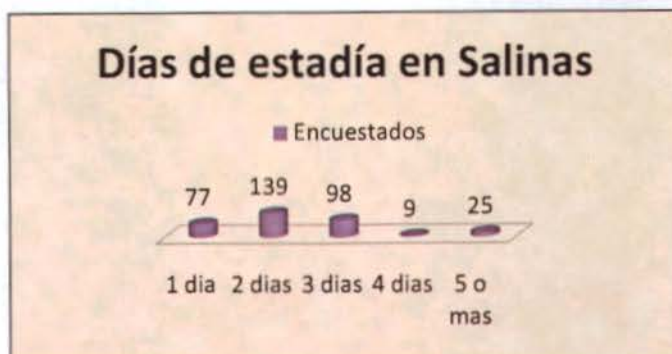 Días de estadía en Salinas
Encuestados
77 139 98 9 25
1 dia 2 dias 3 dias 4 dias 5 o
mas